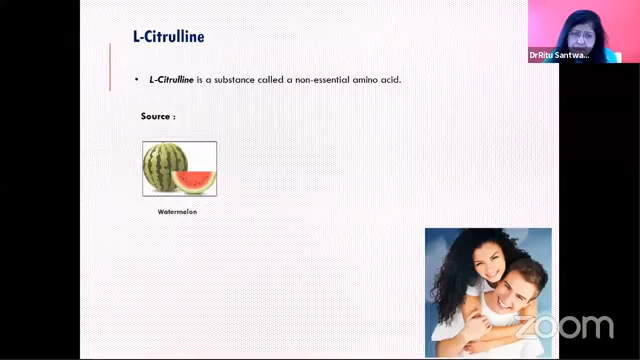 L-Citrulline
DrRitu Santwa...
• L-Citrulline is a substance called a non-essential amino acid.
Source :
Watermelon
zoom